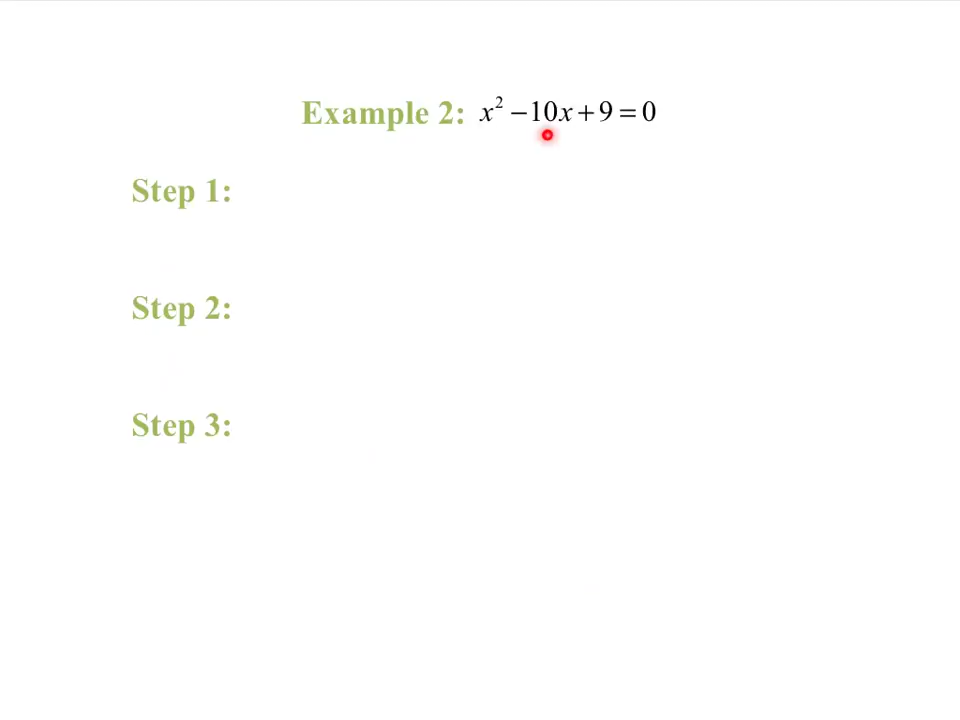 Example 2: x² − 10x + 9 = 0
Step 1:
Step 2:
Step 3: